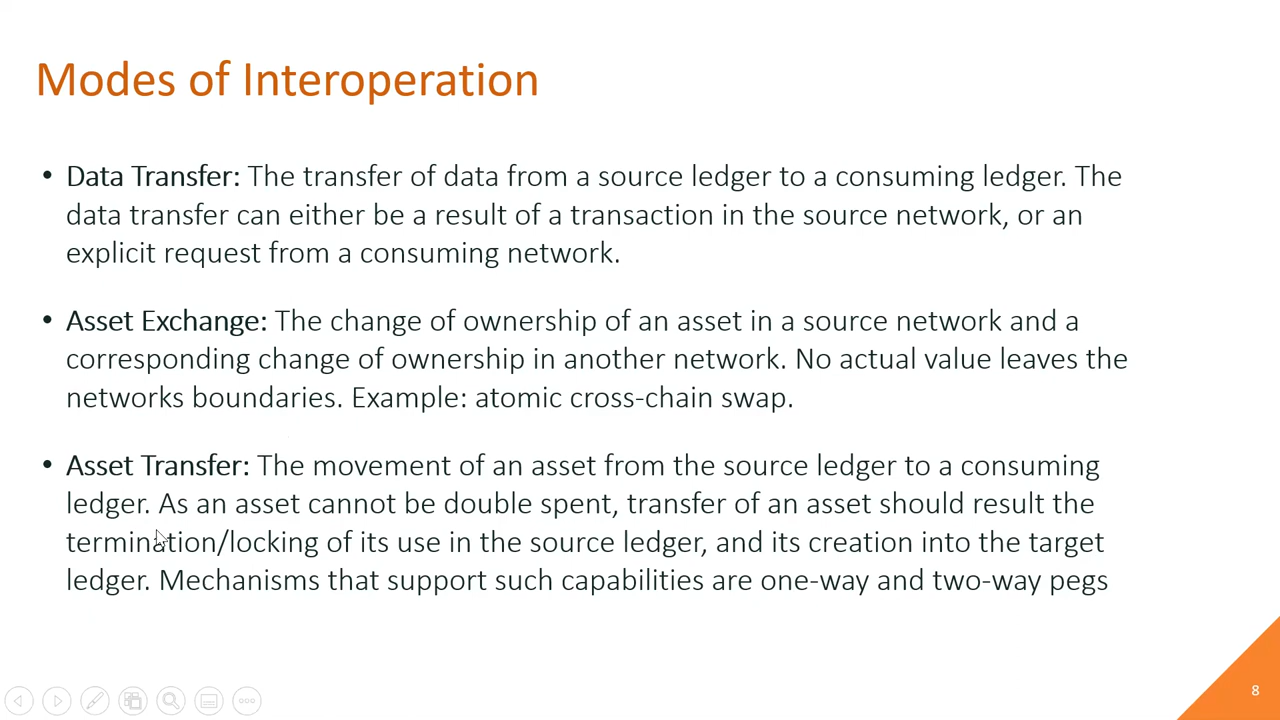 Modes of Interoperation
• Data Transfer: The transfer of data from a source ledger to a consuming ledger. The
data transfer can either be a result of a transaction in the source network, or an
explicit request from a consuming network.
• Asset Exchange: The change of ownership of an asset in a source network and a
corresponding change of ownership in another network. No actual value leaves the
networks boundaries. Example: atomic cross-chain swap.
• Asset Transfer: The movement of an asset from the source ledger to a consuming
ledger. As an asset cannot be double spent, transfer of an asset should result the
termination/locking of its use in the source ledger, and its creation into the target
ledger. Mechanisms that support such capabilities are one-way and two-way pegs
8